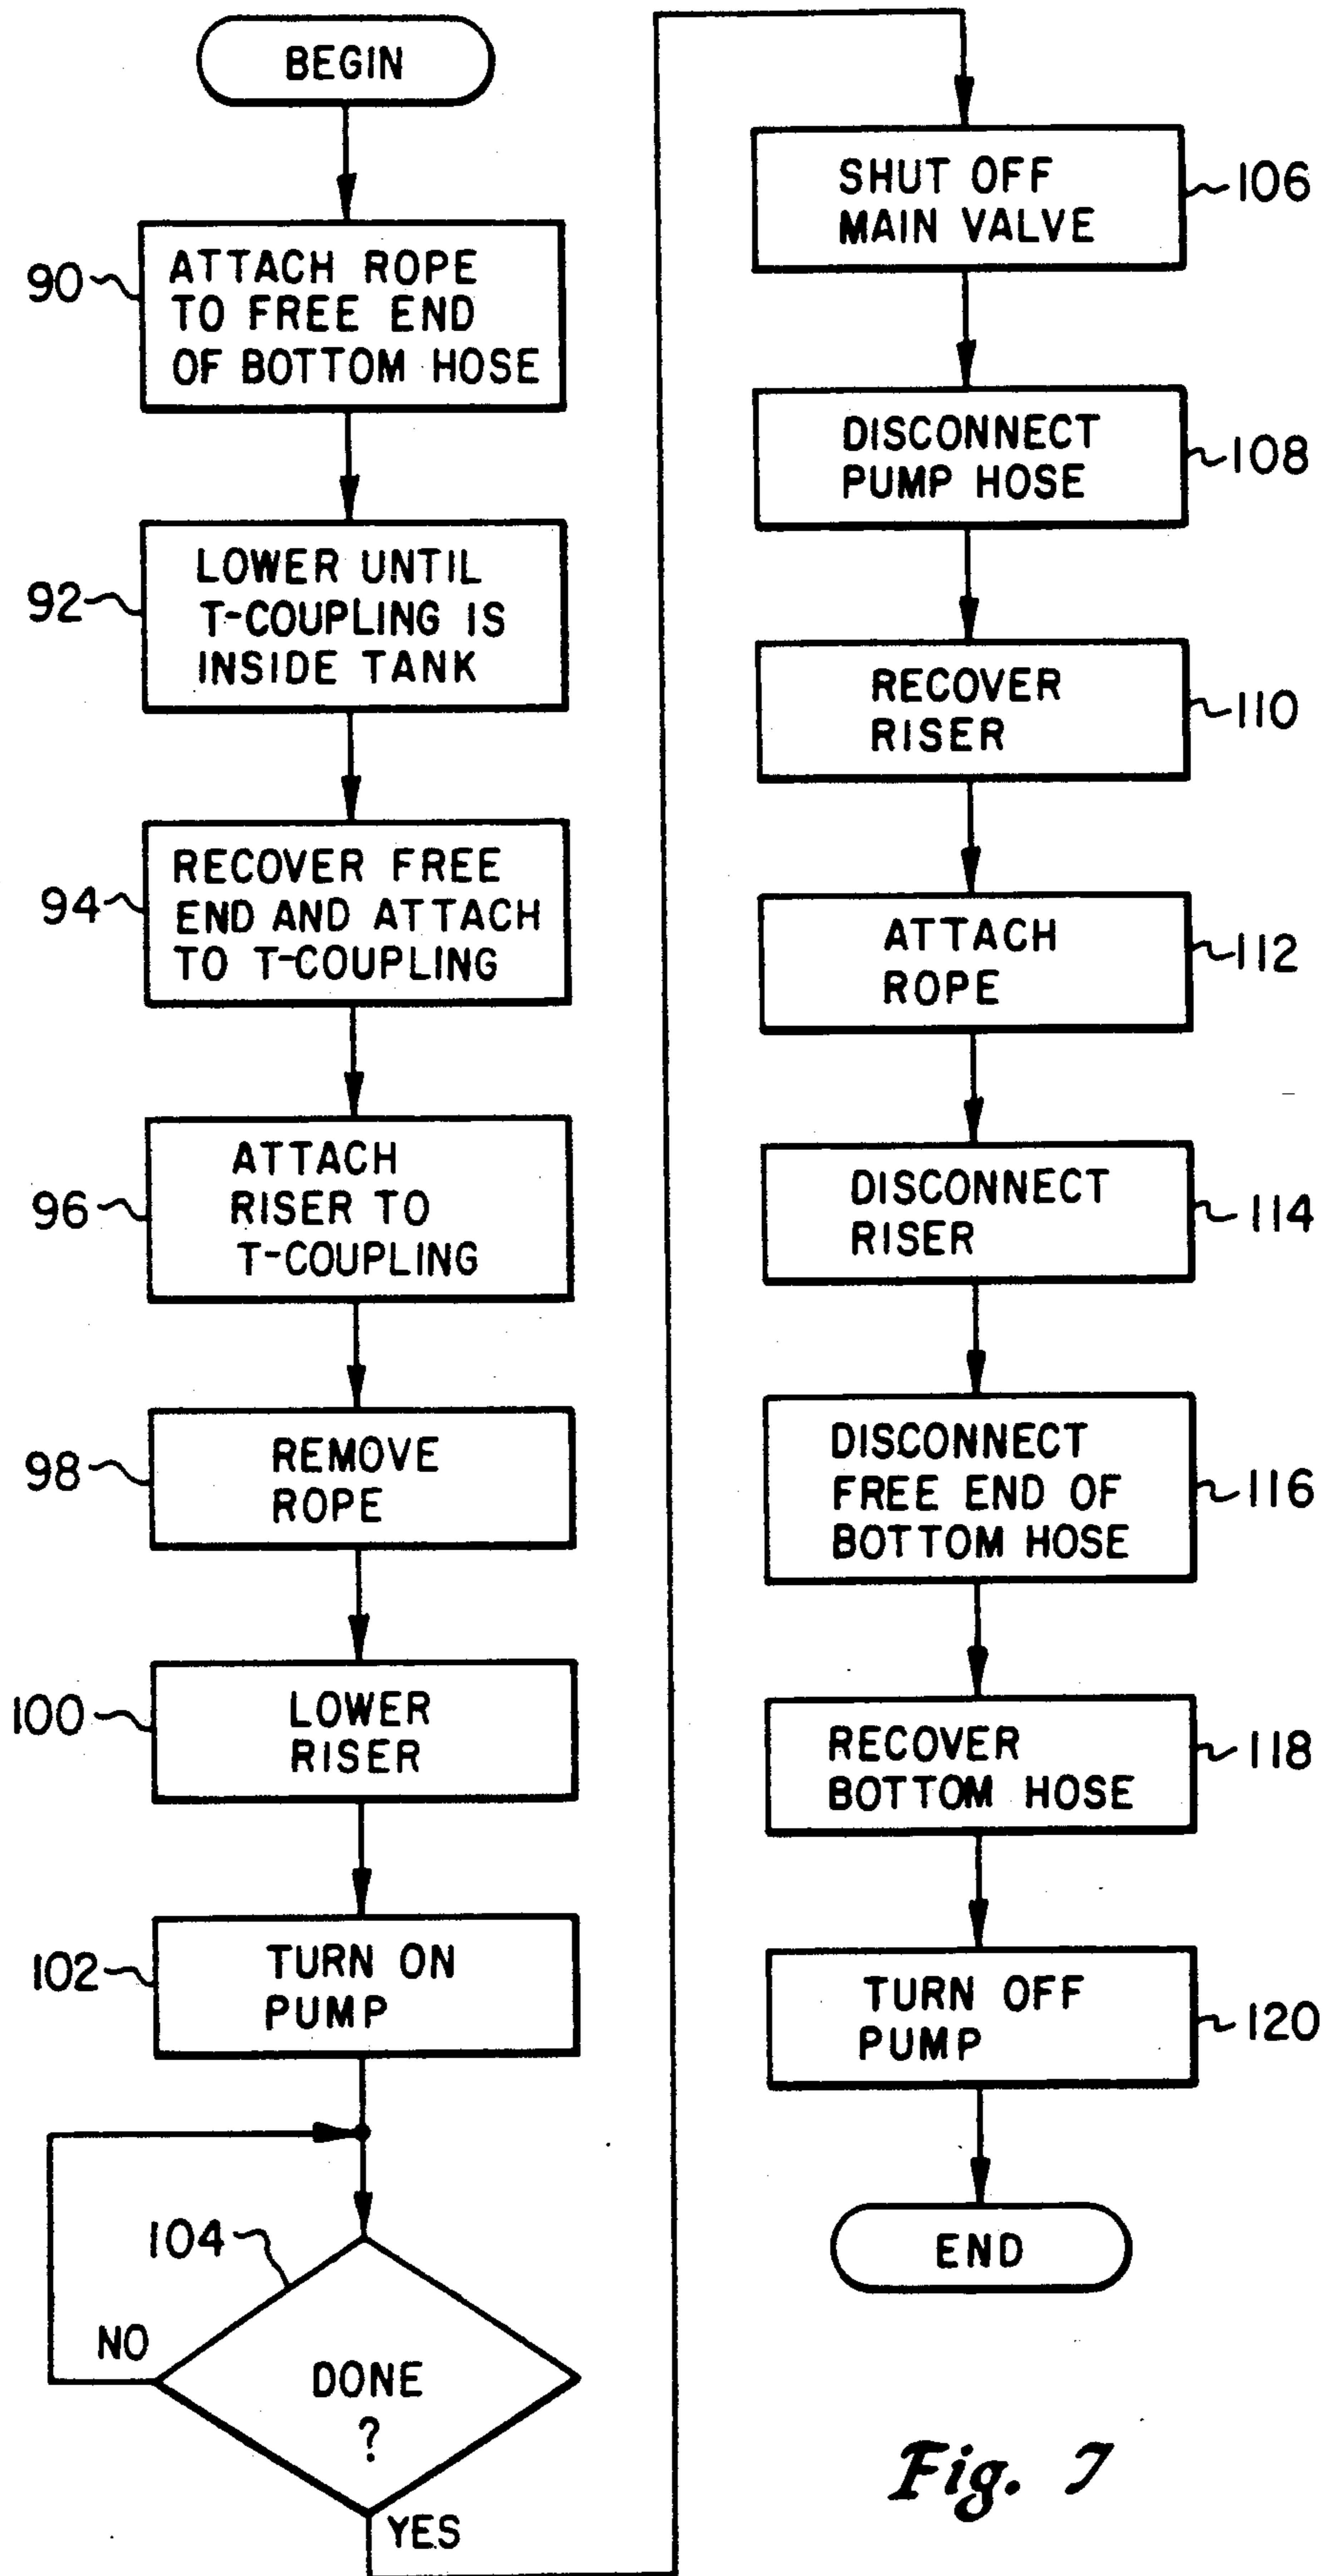 BEGIN
90
ATTACH ROPE
TO FREE END
OF BOTTOM HOSE
92
LOWER UNTIL
T-COUPLING IS
INSIDE TANK
94
RECOVER FREE
END AND ATTACH
TO T-COUPLING
96
ATTACH
RISER TO
T-COUPLING
98
REMOVE
ROPE
100
LOWER
RISER
102
TURN ON
PUMP
104
NO
DONE
?
YES
SHUT OFF
MAIN VALVE
106
DISCONNECT
PUMP HOSE
108
RECOVER
RISER
110
ATTACH
ROPE
112
DISCONNECT
RISER
114
DISCONNECT
FREE END OF
BOTTOM HOSE
116
RECOVER
BOTTOM HOSE
118
TURN OFF
PUMP
120
END
Fig. 7